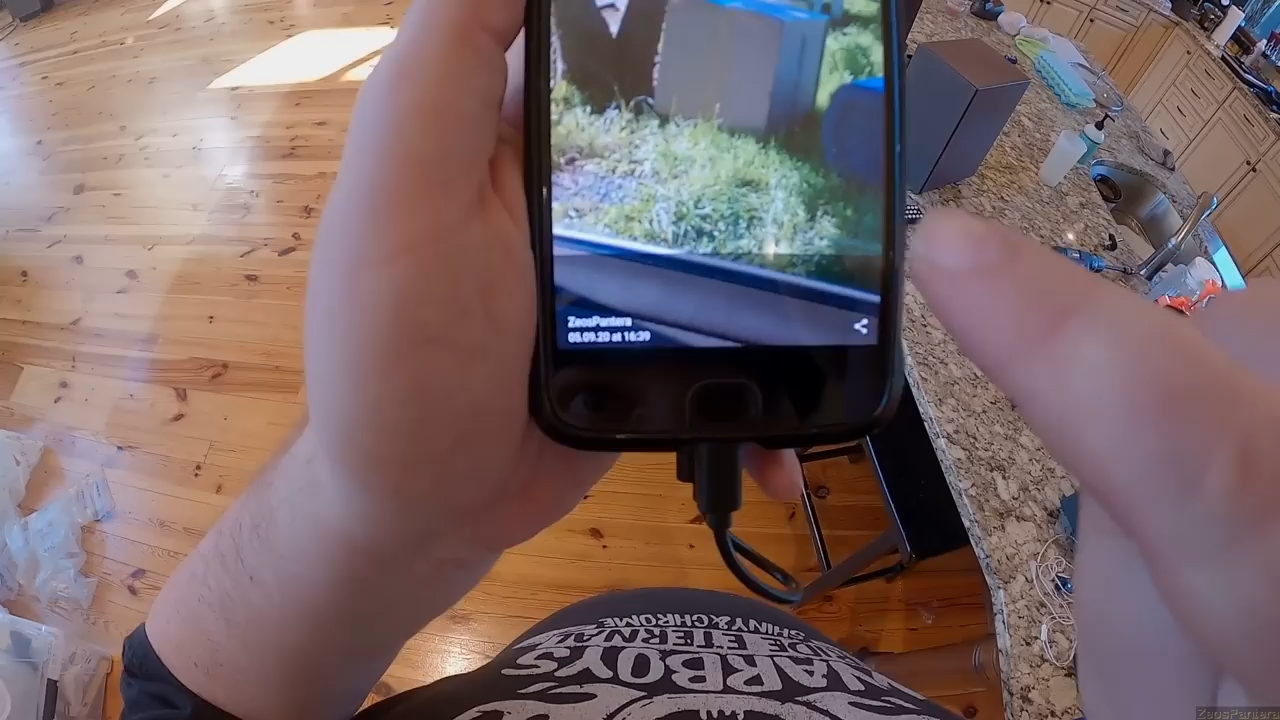 ZeosPantera
05.09.20 at 16:39
SHINY&CHROME
RIDE ETERNAL
WARBOYS
ZeosPantera